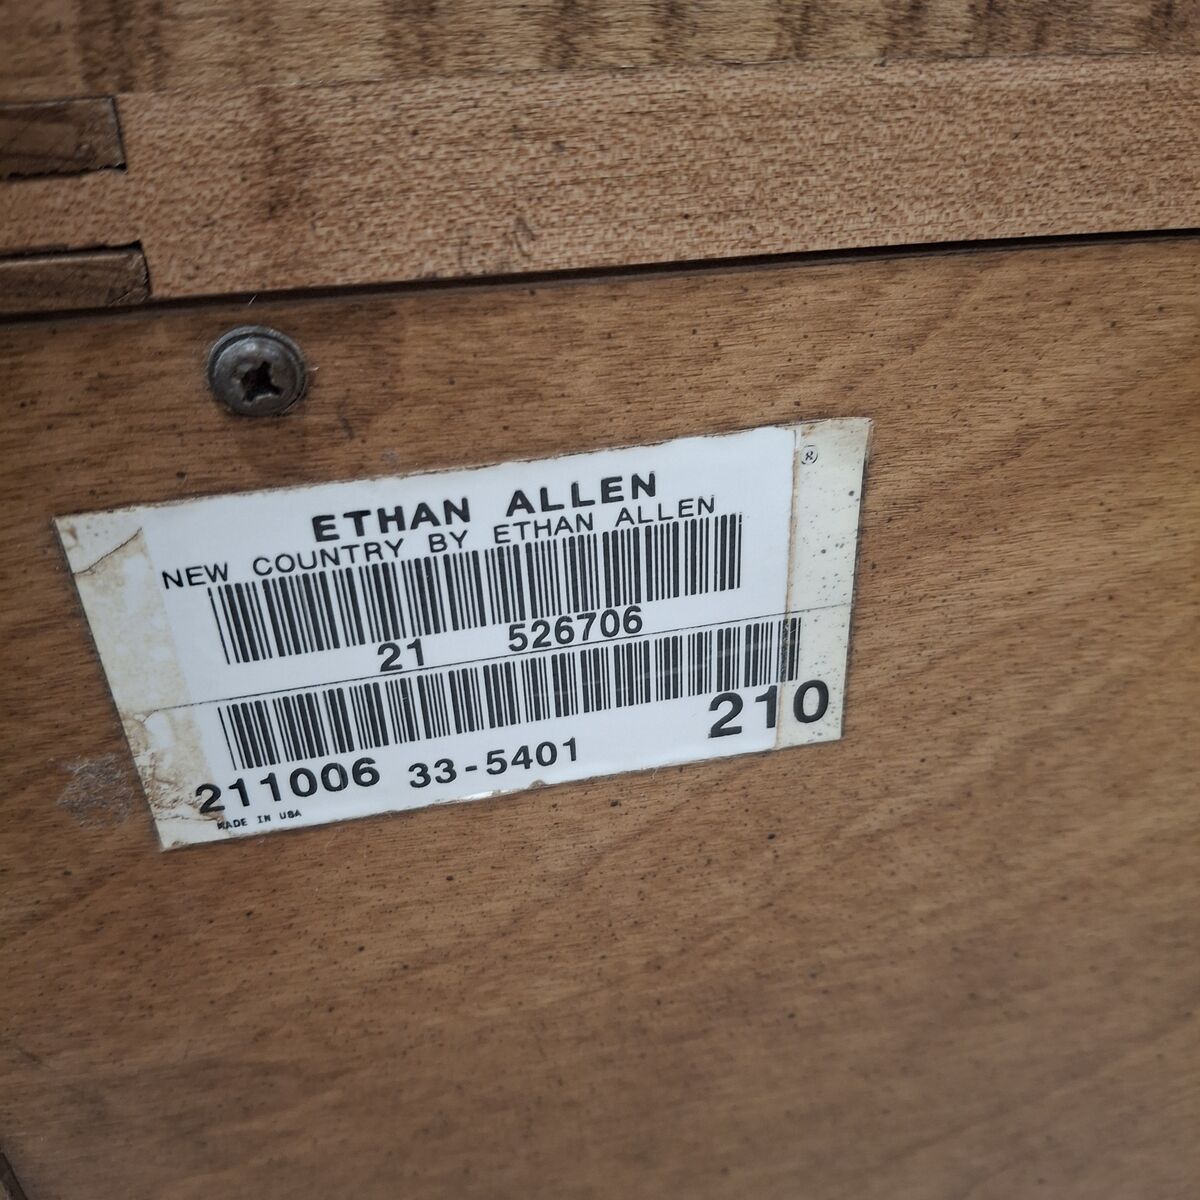 ®
ETHAN ALLEN
NEW COUNTRY BY ETHAN ALLEN
21 526706
210
211006 33-5401
MADE IN USA